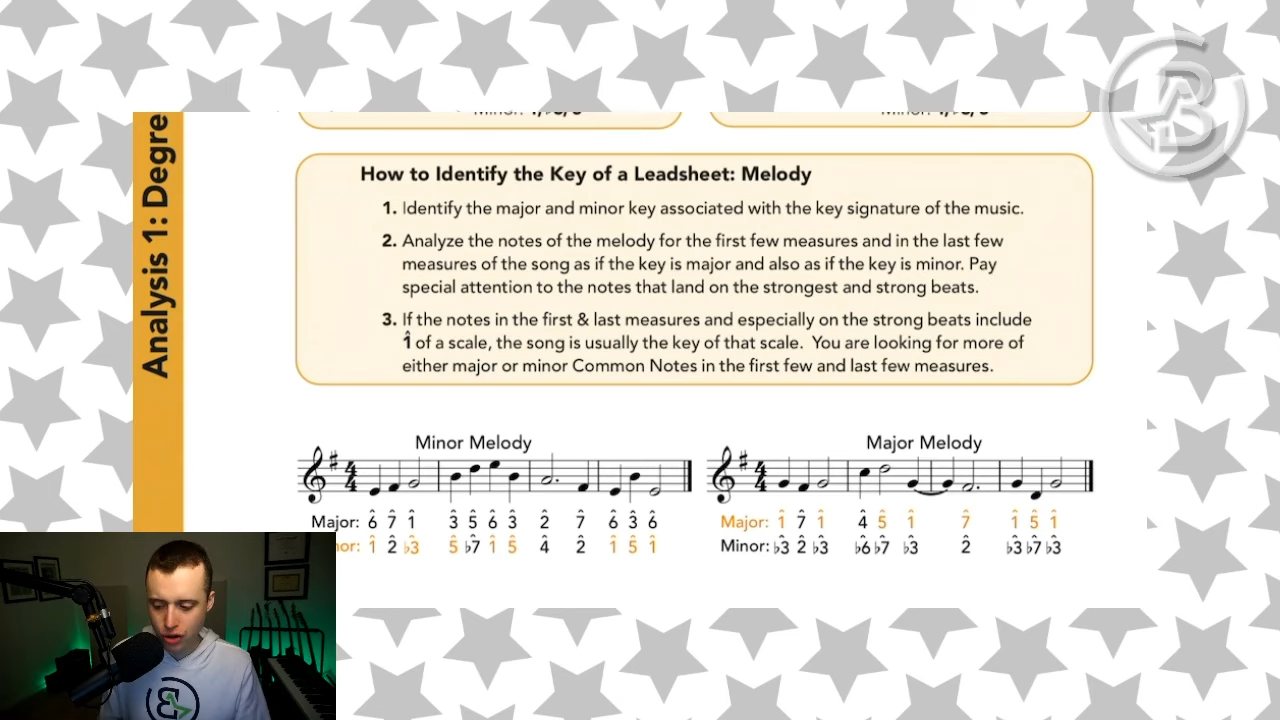 Analysis 1: Degre
How to Identify the Key of a Leadsheet: Melody
1. Identify the major and minor key associated with the key signature of the music.
2. Analyze the notes of the melody for the first few measures and in the last few
measures of the song as if the key is major and also as if the key is minor. Pay
special attention to the notes that land on the strongest and strong beats.
3. If the notes in the first & last measures and especially on the strong beats include
1̂ of a scale, the song is usually the key of that scale. You are looking for more of
either major or minor Common Notes in the first few and last few measures.
Minor Melody
4 4
Major: 6̂ 7̂ 1̂ 3̂ 5̂ 6̂ 3̂ 2̂ 7̂ 6̂ 3̂ 6̂
nor: 1̂ 2̂ ♭3̂ 5̂ ♭7̂ 1̂ 5̂ 4̂ 2̂ 1̂ 5̂ 1̂
Major Melody
4 4
Major: 1̂ 7̂ 1̂ 4̂ 5̂ 1̂ 7̂ 1̂ 5̂ 1̂
Minor: ♭3̂ 2̂ ♭3̂ ♭6̂ ♭7̂ ♭3̂ 2̂ ♭3̂ ♭7̂ ♭3̂